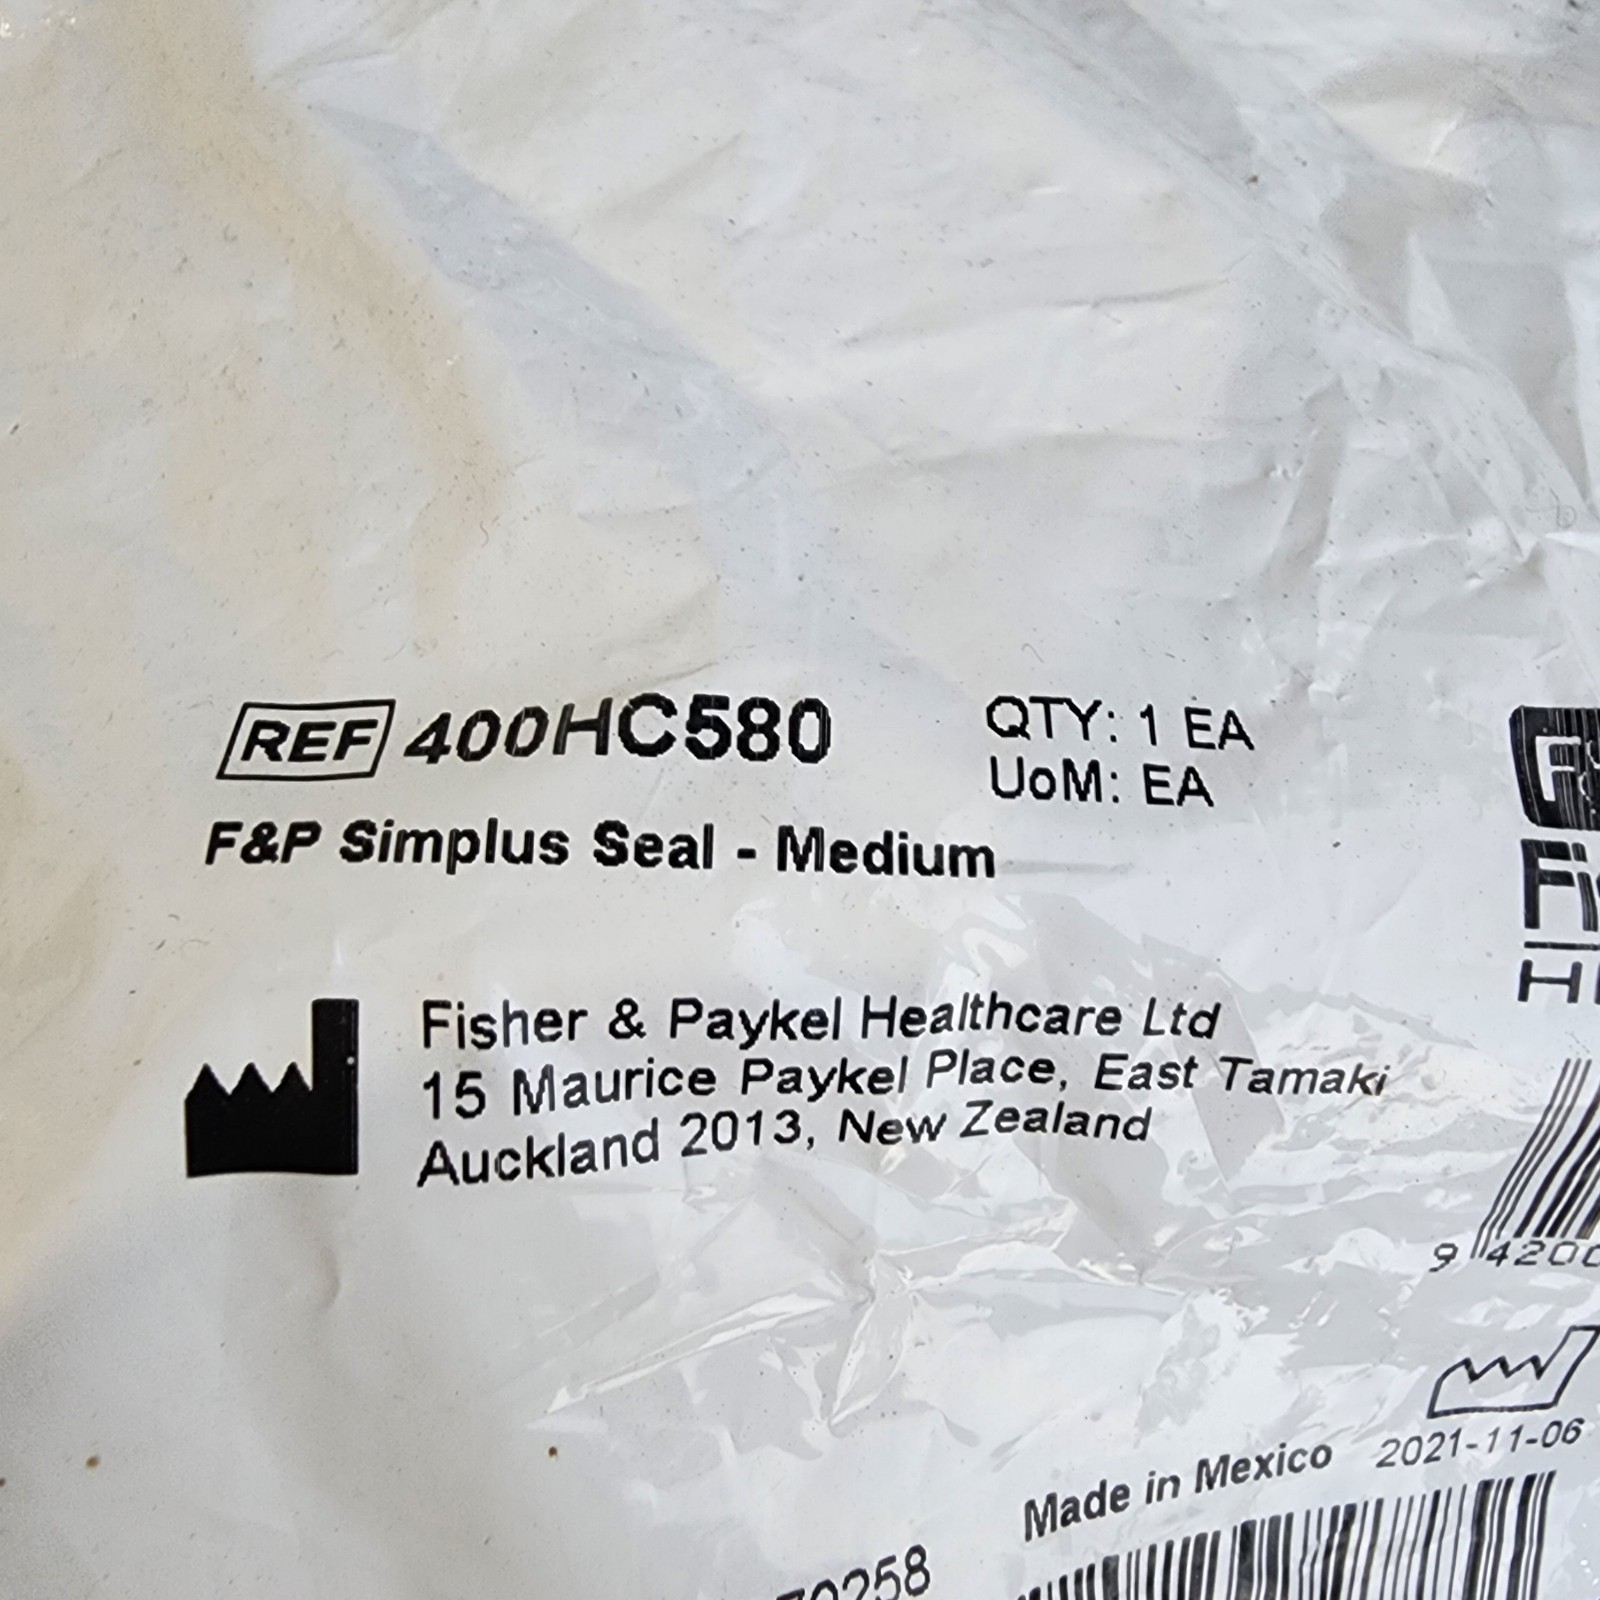 REF 400HC580
QTY: 1 EA
UoM: EA
F&P Simplus Seal - Medium
Fisher & Paykel Healthcare Ltd
15 Maurice Paykel Place, East Tamaki
Auckland 2013, New Zealand
2021-11-06
Made in Mexico